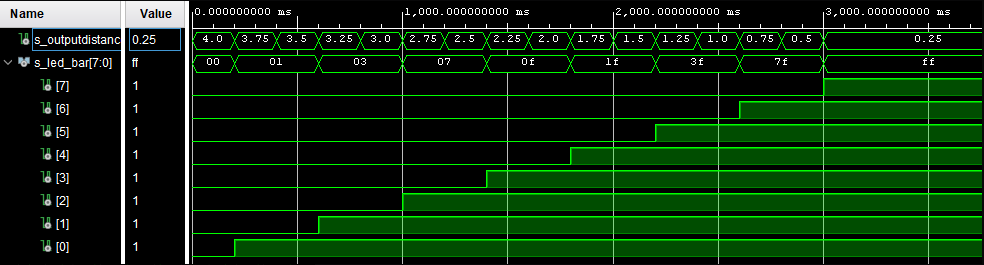 Name Value 0.000000000 ms 1,000.000000000 ms 2,000.000000000 ms 3,000.000000000 ms
s_outputdistanc 0.25 4.0 3.75 3.5 3.25 3.0 2.75 2.5 2.25 2.0 1.75 1.5 1.25 1.0 0.75 0.5 0.25
s_led_bar[7:0] ff 00 01 03 07 0f 1f 3f 7f ff
[7] 1
[6] 1
[5] 1
[4] 1
[3] 1
[2] 1
[1] 1
[0] 1